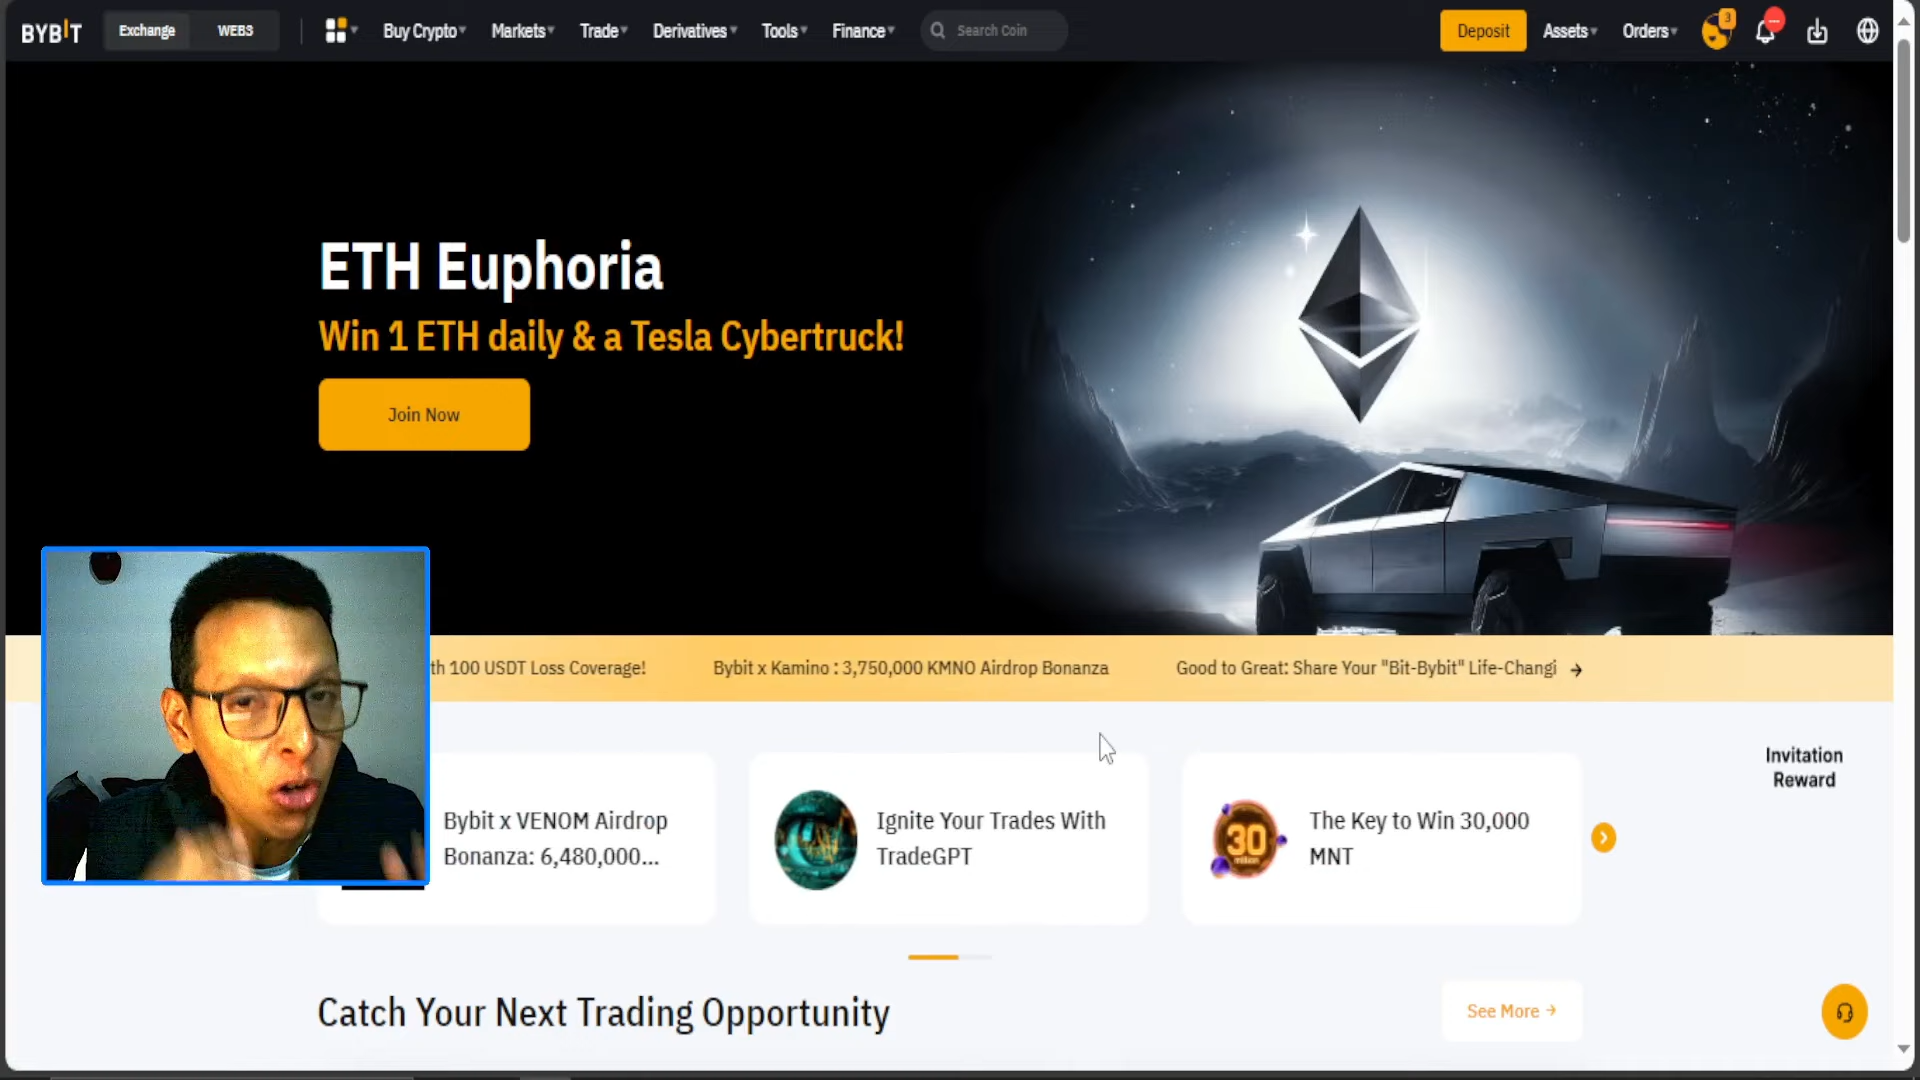 BYBIT Exchange WEB3 Buy Crypto Markets Trade Derivatives Tools Finance Search Coin Deposit Assets Orders 3
ETH Euphoria
Win 1 ETH daily & a Tesla Cybertruck!
Join Now
th 100 USDT Loss Coverage! Bybit x Kamino : 3,750,000 KMNO Airdrop Bonanza Good to Great: Share Your "Bit-Bybit" Life-Changi →
Invitation
Reward
Bybit x VENOM Airdrop
Bonanza: 6,480,000...
Ignite Your Trades With
TradeGPT
30
million
The Key to Win 30,000
MNT
Catch Your Next Trading Opportunity
See More →